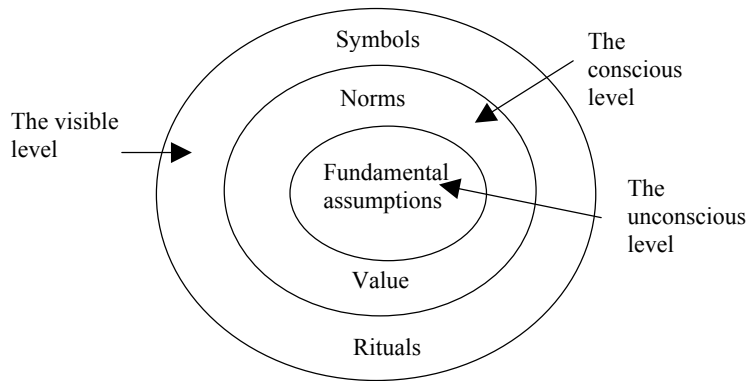 Symbols
The
conscious
level
Norms
The visible
level
Fundamental
assumptions
The
unconscious
level
Value
Rituals